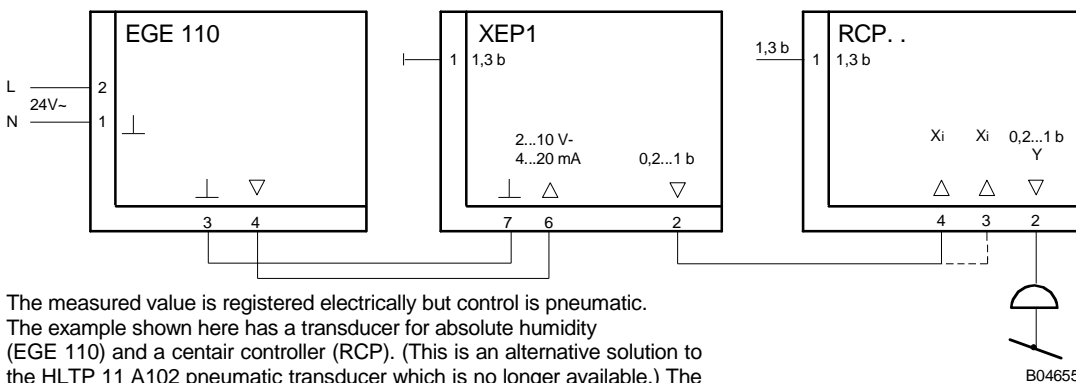 EGE 110
XEP1
RCP. .
1 1,3 b
1,3 b
1 1,3 b
L
24V~
N
2
1
2...10 V-
4...20 mA
0,2...1 b
Xi Xi 0,2...1 b
Y
3 4
7 6 2
4 3 2
The measured value is registered electrically but control is pneumatic.
The example shown here has a transducer for absolute humidity
(EGE 110) and a centair controller (RCP). (This is an alternative solution to
the HLTP 11 A102 pneumatic transducer which is no longer available.) The
B04655